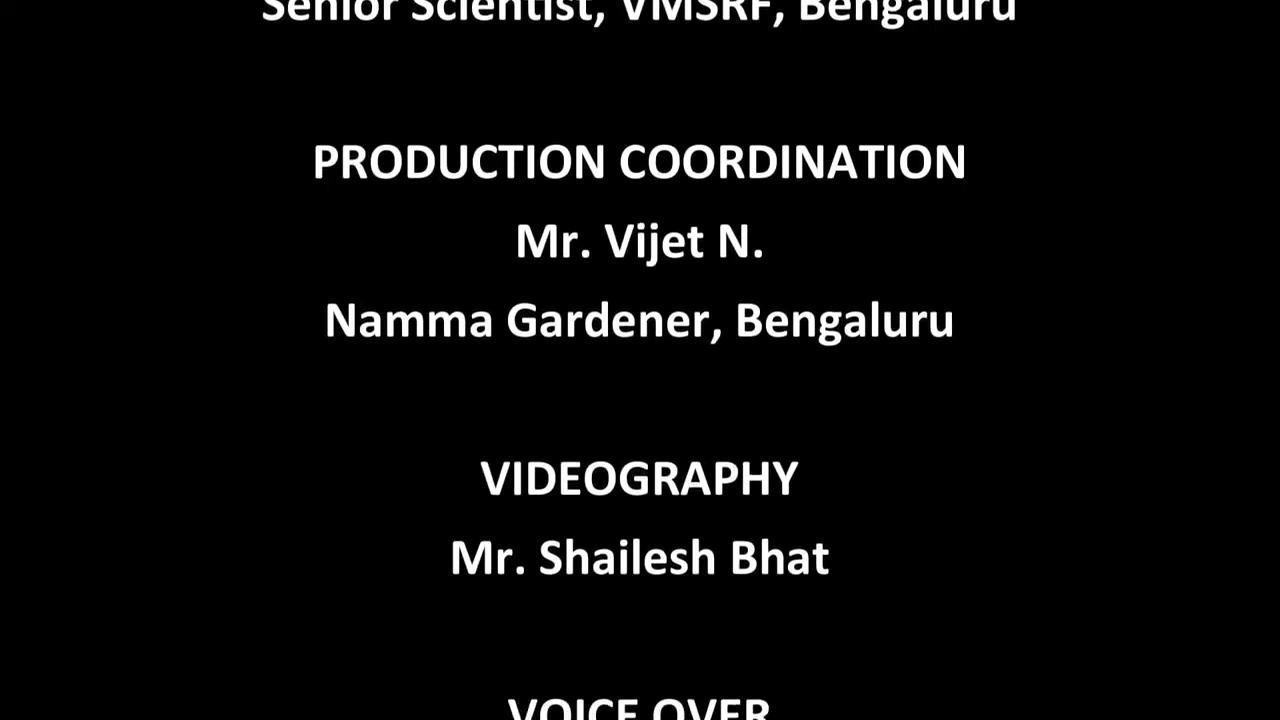 Senior Scientist, VMSRF, Bengaluru
PRODUCTION COORDINATION
Mr. Vijet N.
Namma Gardener, Bengaluru
VIDEOGRAPHY
Mr. Shailesh Bhat
VOICE OVER